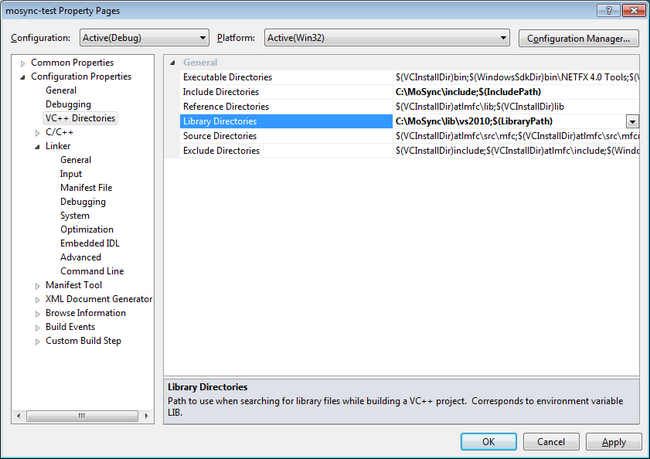 mosync-test Property Pages
Configuration: Active(Debug) Platform: Active(Win32) Configuration Manager...
Common Properties
Configuration Properties
General
Debugging
VC++ Directories
C/C++
Linker
General
Input
Manifest File
Debugging
System
Optimization
Embedded IDL
Advanced
Command Line
Manifest Tool
XML Document Generator
Browse Information
Build Events
Custom Build Step
General
Executable Directories $(VCInstallDir)bin;$(WindowsSdkDir)bin\NETFX 4.0 Tools;$(
Include Directories C:\MoSync\include;$(IncludePath)
Reference Directories $(VCInstallDir)atlmfc\lib;$(VCInstallDir)lib
Library Directories C:\MoSync\lib\vs2010;$(LibraryPath)
Source Directories $(VCInstallDir)atlmfc\src\mfc;$(VCInstallDir)atlmfc\src\mfcm
Exclude Directories $(VCInstallDir)include;$(VCInstallDir)atlmfc\include;$(Windo
Library Directories
Path to use when searching for library files while building a VC++ project. Corresponds to environment variable
LIB.
OK Cancel Apply